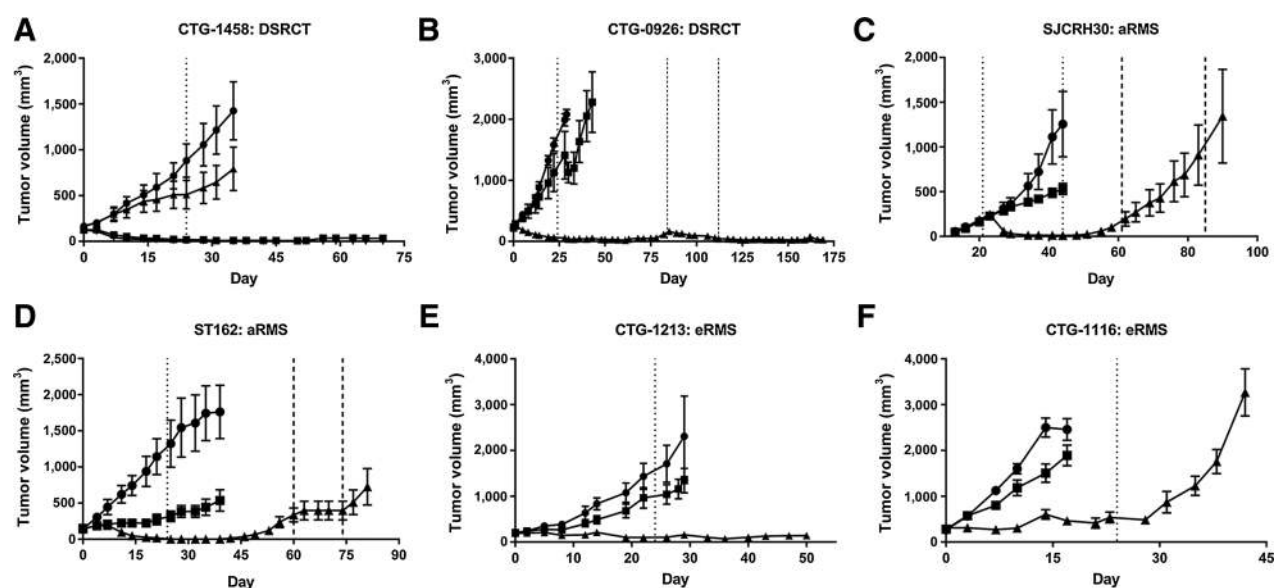 A
CTG-1458: DSRCT
Tumor volume (mm³)
2,000
1,500
1,000
500
0
0 15 30 45 60 75
Day
B
CTG-0926: DSRCT
Tumor volume (mm³)
3,000
2,000
1,000
0
0 25 50 75 100 125 150 175
Day
C
SJCRH30: aRMS
Tumor volume (mm³)
2,000
1,500
1,000
500
0
20 40 60 80 100
Day
D
ST162: aRMS
Tumor volume (mm³)
2,500
2,000
1,500
1,000
500
0
0 15 30 45 60 75 90
Day
E
CTG-1213: eRMS
Tumor volume (mm³)
4,000
3,000
2,000
1,000
0
0 10 20 30 40 50
Day
F
CTG-1116: eRMS
Tumor volume (mm³)
4,000
3,000
2,000
1,000
0
0 15 30 45
Day